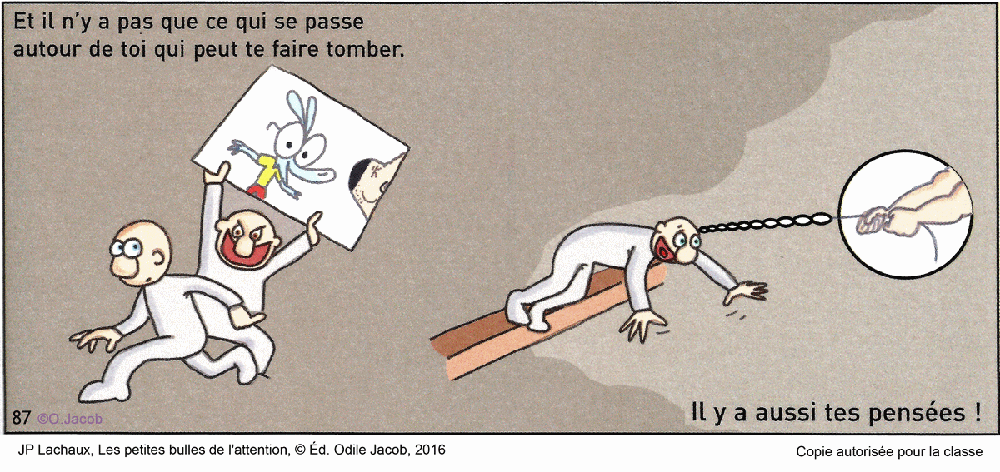 Et il n'y a pas que ce qui se passe
autour de toi qui peut te faire tomber.
Il y a aussi tes pensées !
87 ©O.Jacob
JP Lachaux, Les petites bulles de l'attention, © Éd. Odile Jacob, 2016
Copie autorisée pour la classe